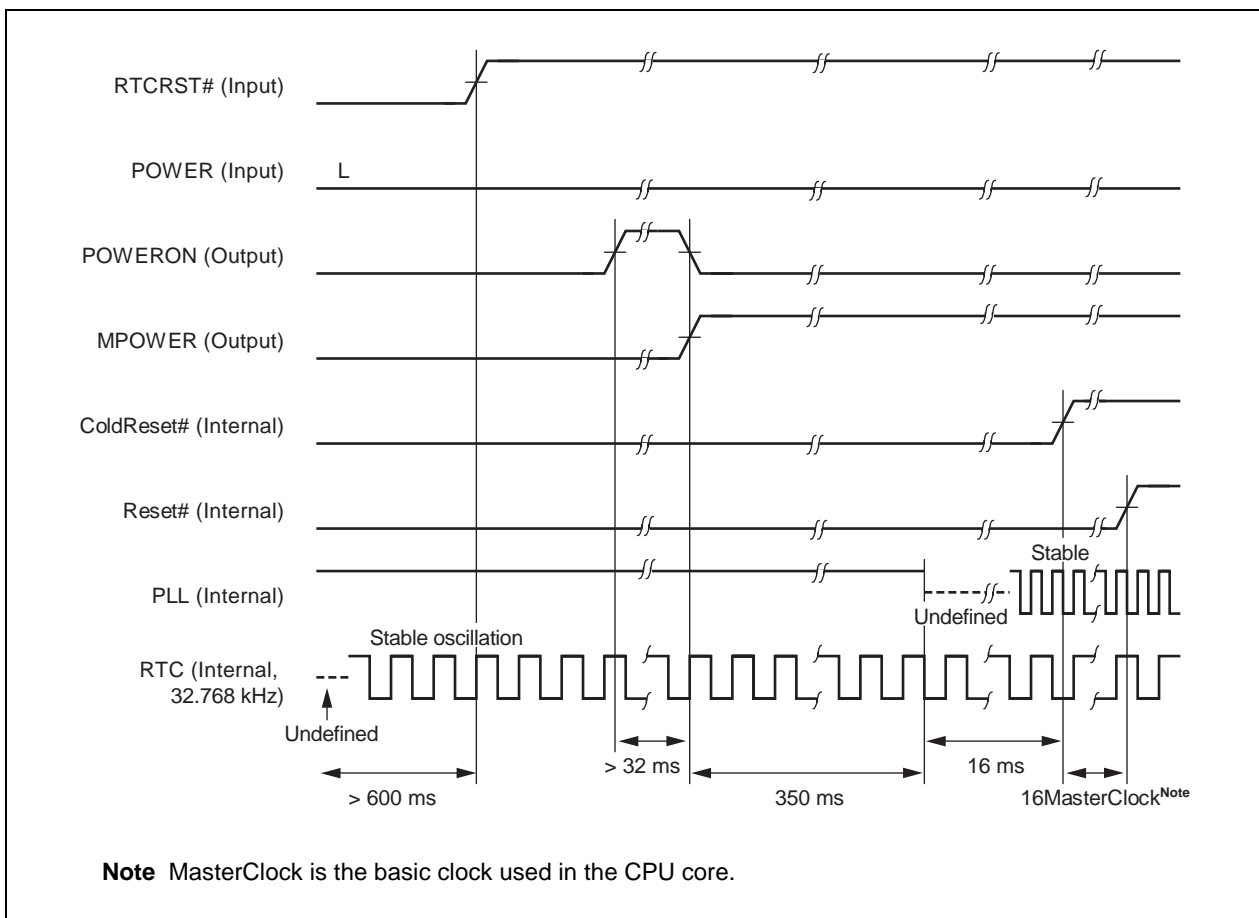 RTCRST# (Input)
POWER (Input)
L
POWERON (Output)
MPOWER (Output)
ColdReset# (Internal)
Reset# (Internal)
Stable
PLL (Internal)
Undefined
Stable oscillation
RTC (Internal,
32.768 kHz)
Undefined
> 32 ms
16 ms
> 600 ms
350 ms
16MasterClockNote
Note MasterClock is the basic clock used in the CPU core.